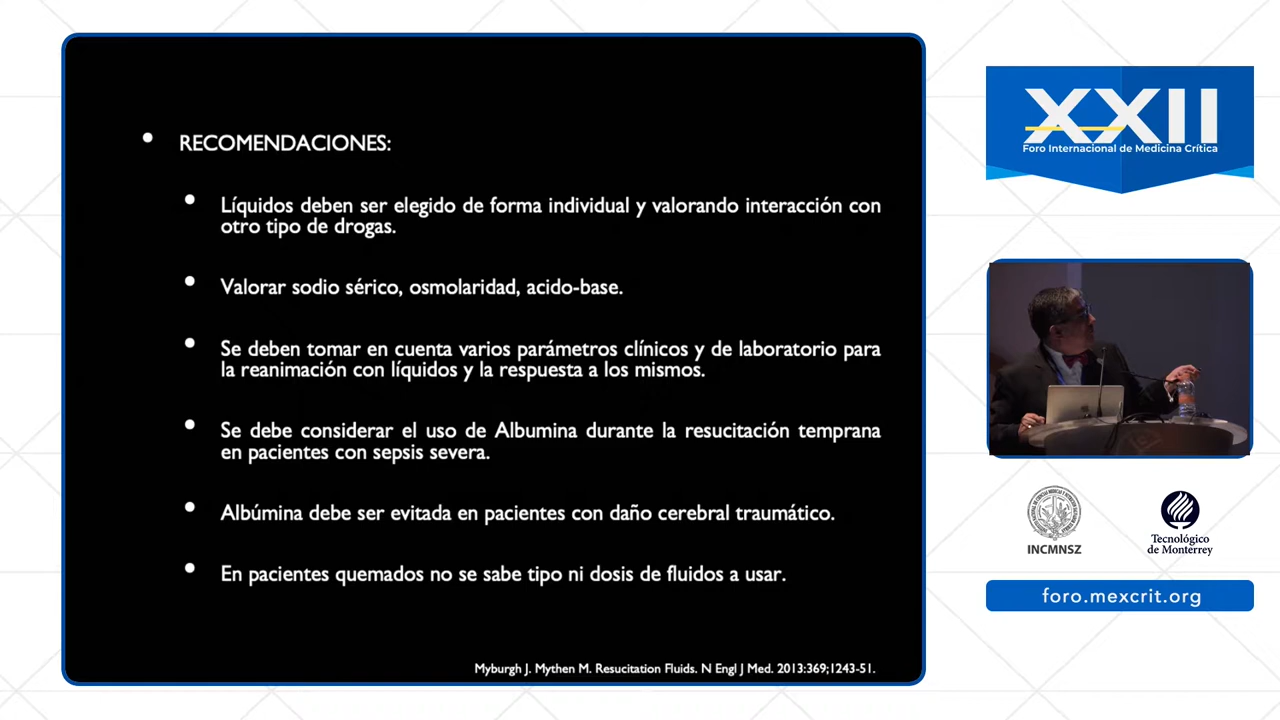 RECOMENDACIONES:
Líquidos deben ser elegido de forma individual y valorando interacción con
otro tipo de drogas.
Valorar sodio sérico, osmolaridad, acido-base.
Se deben tomar en cuenta varios parámetros clínicos y de laboratorio para
la reanimación con líquidos y la respuesta a los mismos.
Se debe considerar el uso de Albumina durante la resucitación temprana
en pacientes con sepsis severa.
Albúmina debe ser evitada en pacientes con daño cerebral traumático.
En pacientes quemados no se sabe tipo ni dosis de fluidos a usar.
Myburgh J. Mythen M. Resucitation Fluids. N Engl J Med. 2013:369;1243-51.
XXII
Foro Internacional de Medicina Crítica
INCMNSZ
Tecnológico
de Monterrey
foro.mexcrit.org